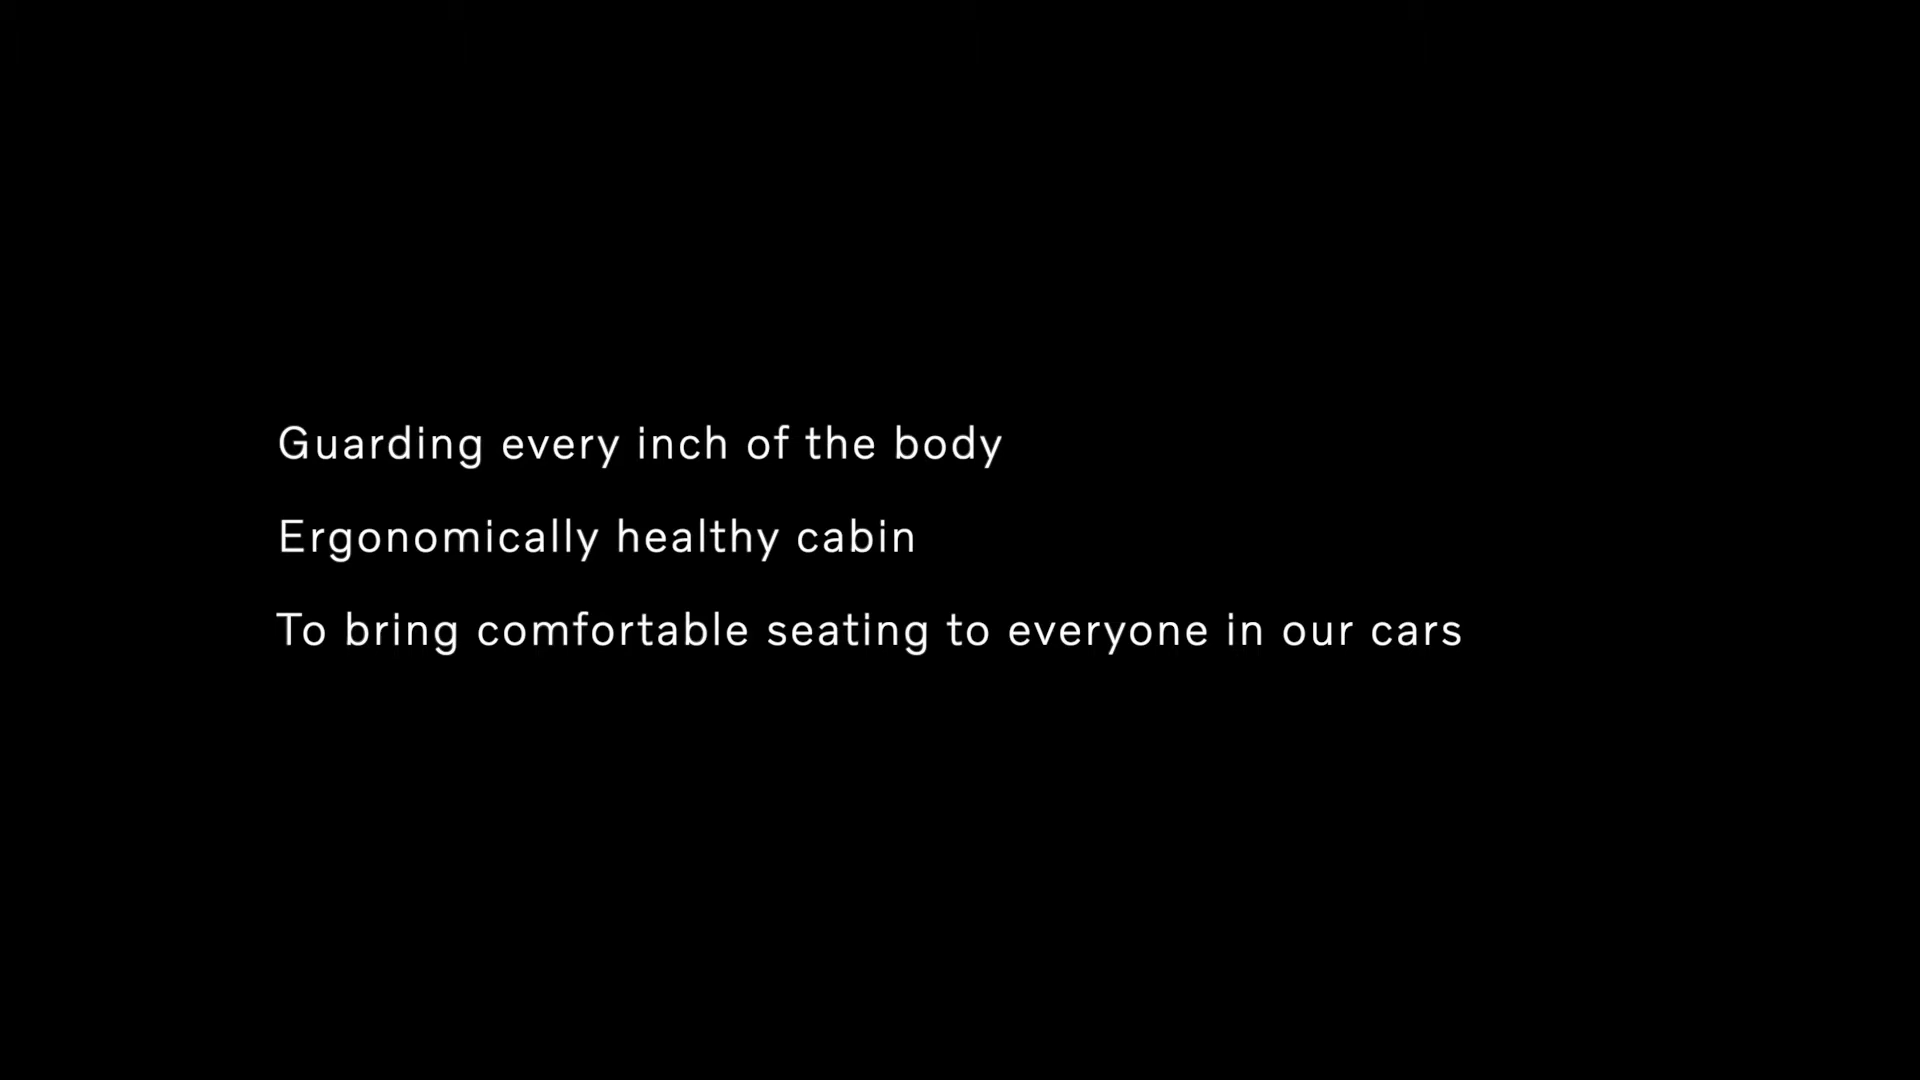 Guarding every inch of the body
Ergonomically healthy cabin
To bring comfortable seating to everyone in our cars